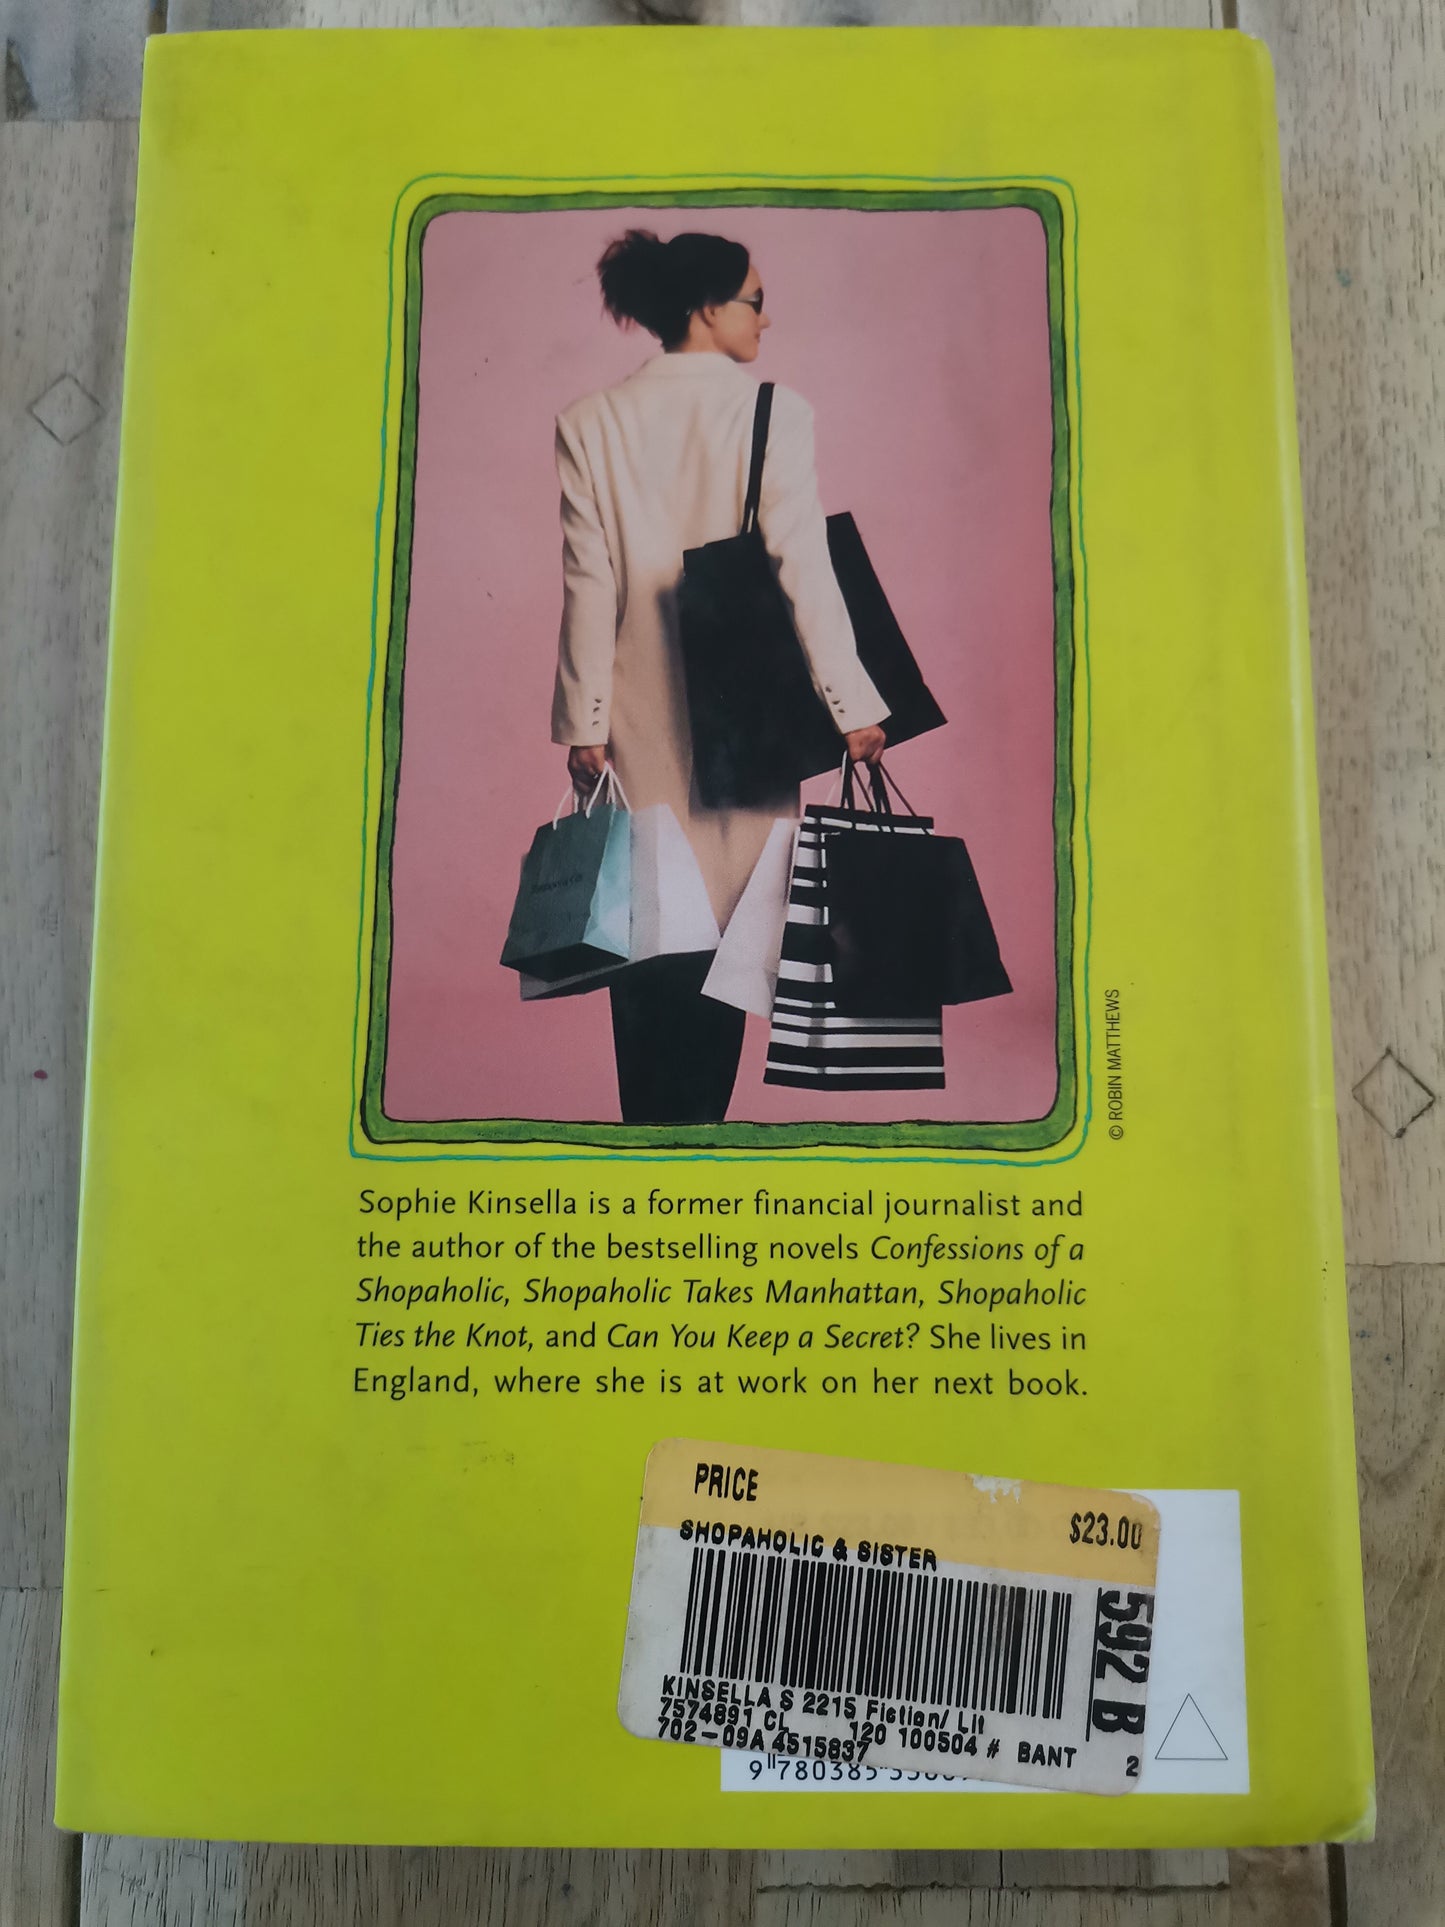 © ROBIN MATTHEWS
Sophie Kinsella is a former financial journalist and
the author of the bestselling novels Confessions of a
Shopaholic, Shopaholic Takes Manhattan, Shopaholic
Ties the Knot, and Can You Keep a Secret? She lives in
England, where she is at work on her next book.
PRICE
$23.00
SHOPAHOLIC & SISTER
592 B
KINSELLA S 2215 Fiction/ Lit
7574891 CL 120 100504 # BANT
702-09A 4515837 2
9 780385